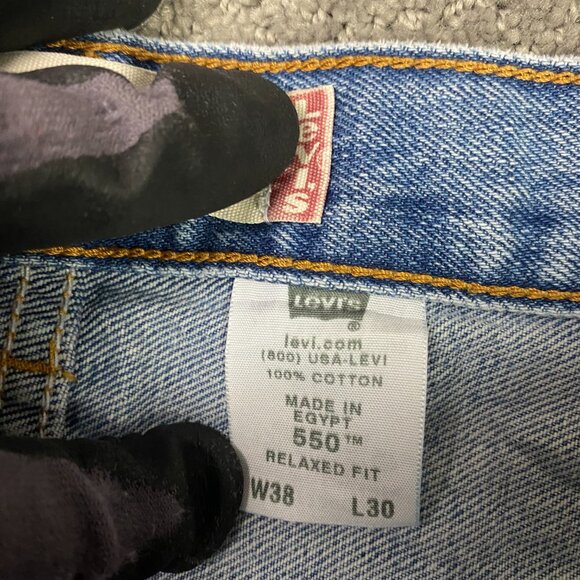 Levi's
LEVI'S
®
levi.com
(800) USA-LEVI
100% COTTON
MADE IN
EGYPT
550™
RELAXED FIT
W38 L30